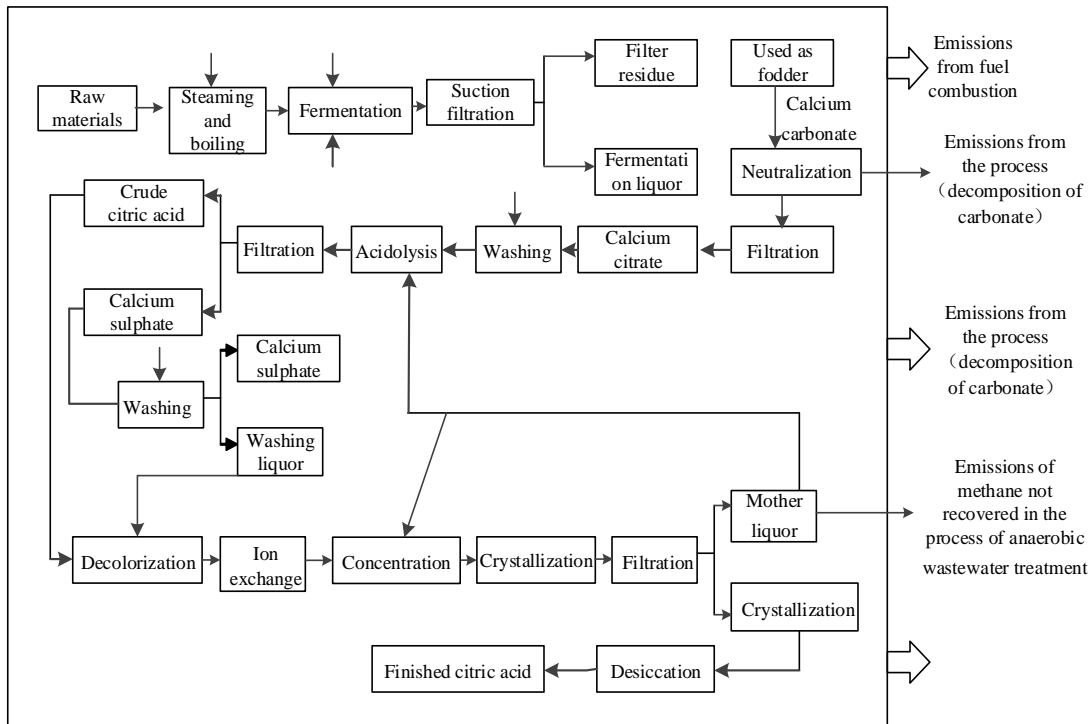 Raw
materials
Steaming
and
boiling
Fermentation
Suction
filtration
Filter
residue
Fermentati
on liquor
Used as
fodder
Calcium
carbonate
Neutralization
Emissions
from fuel
combustion
Emissions from
the process
（decomposition of
carbonate）
Crude
citric acid
Filtration
Acidolysis
Washing
Calcium
citrate
Filtration
Calcium
sulphate
Washing
Calcium
sulphate
Washing
liquor
Emissions from
the process
（decomposition
of carbonate）
Decolorization
Ion
exchange
Concentration
Crystallization
Filtration
Mother
liquor
Crystallization
Emissions of
methane not
recovered in the
process of anaerobic
wastewater treatment
Finished citric acid
Desiccation